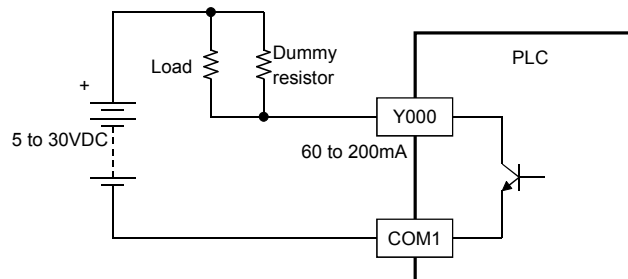 Load
Dummy
resistor
PLC
+
5 to 30VDC
Y000
60 to 200mA
COM1